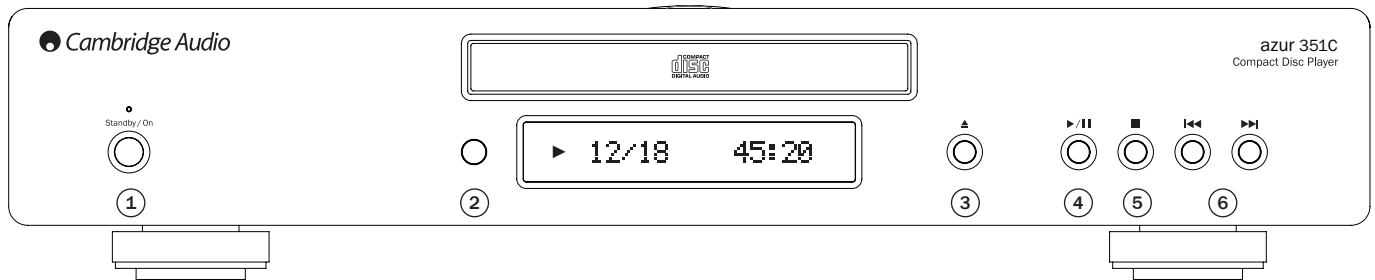 Cambridge Audio
COMPACT
disc
DIGITAL AUDIO
azur 351C
Compact Disc Player
Standby / On
12/18 45:20
1
2
3
4
5
6